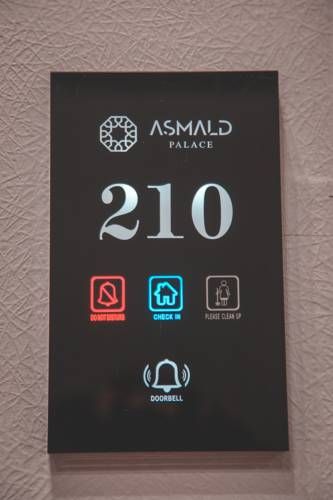 ASMALD
PALACE
210
DO NOT DISTURB
CHECK IN
PLEASE CLEAN UP
DOORBELL